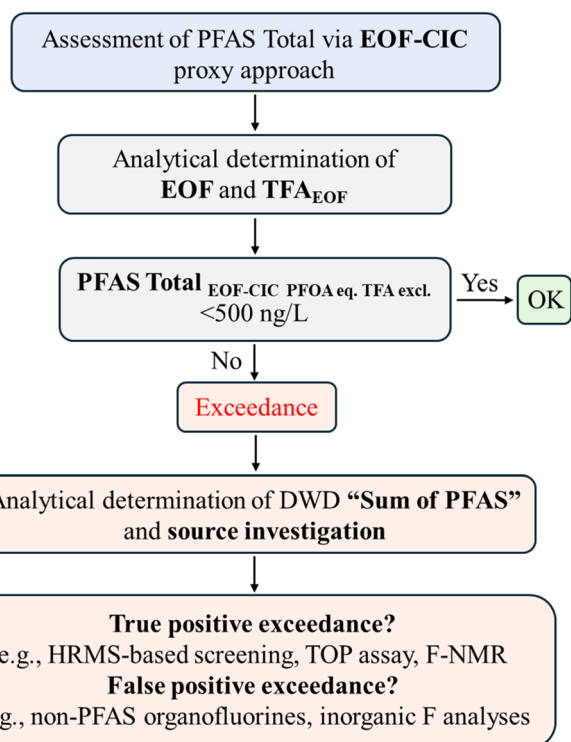 Assessment of PFAS Total via EOF-CIC
proxy approach
Analytical determination of
EOF and TFAEOF
PFAS Total EOF-CIC PFOA eq. TFA excl.
<500 ng/L
Yes
OK
No
Exceedance
Analytical determination of DWD “Sum of PFAS”
and source investigation
True positive exceedance?
e.g., HRMS-based screening, TOP assay, F-NMR
False positive exceedance?
g., non-PFAS organofluorines, inorganic F analyses